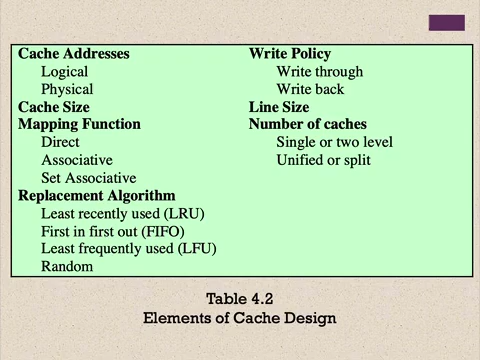 Cache Addresses
Logical
Physical
Cache Size
Mapping Function
Direct
Associative
Set Associative
Replacement Algorithm
Least recently used (LRU)
First in first out (FIFO)
Least frequently used (LFU)
Random
Write Policy
Write through
Write back
Line Size
Number of caches
Single or two level
Unified or split
Table 4.2
Elements of Cache Design